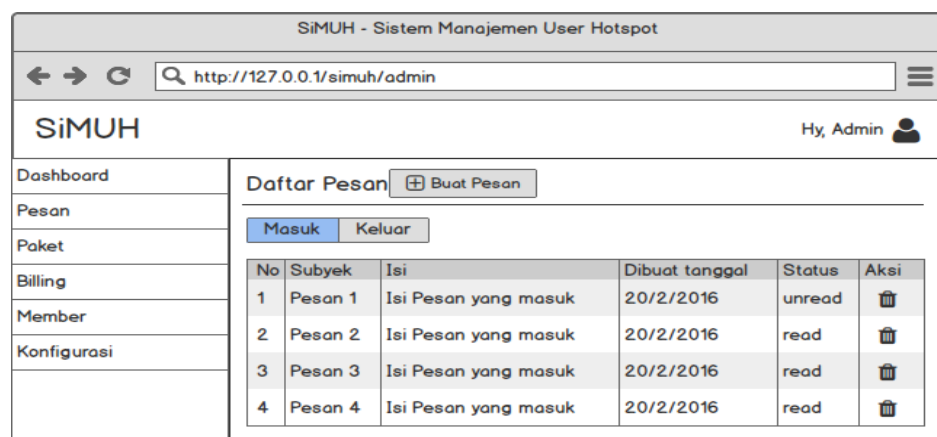 SiMUH - Sistem Manajemen User Hotspot
http://127.0.0.1/simuh/admin
SiMUH
Hy, Admin
Dashboard
Pesan
Paket
Billing
Member
Konfigurasi
Daftar Pesan Buat Pesan
Masuk Keluar
No Subyek Isi Dibuat tanggal Status Aksi
1 Pesan 1 Isi Pesan yang masuk 20/2/2016 unread
2 Pesan 2 Isi Pesan yang masuk 20/2/2016 read
3 Pesan 3 Isi Pesan yang masuk 20/2/2016 read
4 Pesan 4 Isi Pesan yang masuk 20/2/2016 read